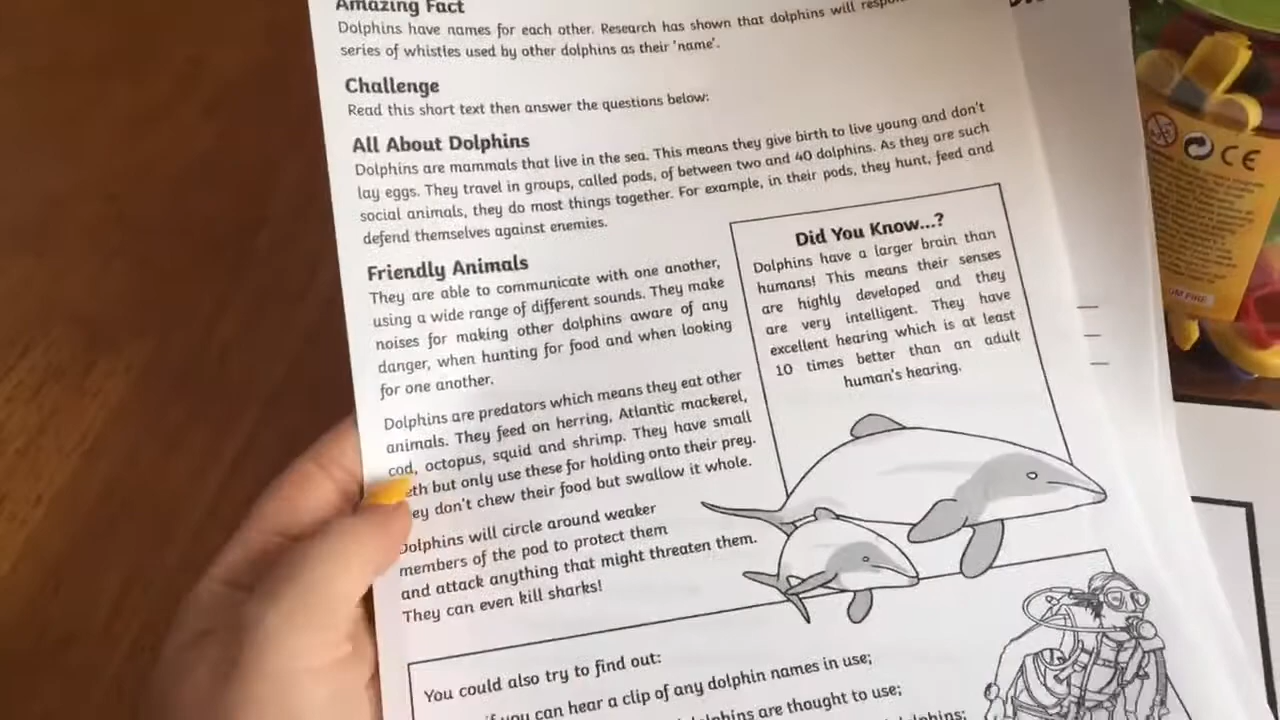 Amazing Fact
Dolphins have names for each other. Research has shown that dolphins will
series of whistles used by other dolphins as their 'name'.
Challenge
Read this short text then answer the questions below:
All About Dolphins
Dolphins are mammals that live in the sea. This means they give birth to live young and don't
lay eggs. They travel in groups, called pods, of between two and 40 dolphins. As they are such
social animals, they do most things together. For example, in their pods, they hunt, feed and
defend themselves against enemies.
Friendly Animals
They are able to communicate with one another,
using a wide range of different sounds. They make
noises for making other dolphins aware of any
danger, when hunting for food and when looking
for one another.
Dolphins are predators which means they eat other
animals. They feed on herring, Atlantic mackerel,
cod, octopus, squid and shrimp. They have small
but only use these for holding onto their prey.
don't chew their food but swallow it whole.
Dolphins will circle around weaker
members of the pod to protect them
and attack anything that might threaten them.
They can even kill sharks!
Did You Know...?
Dolphins have a larger brain than
humans! This means their senses
are highly developed and they
are very intelligent. They have
excellent hearing which is at least
10 times better than an adult
human's hearing.
You could also try to find out:
if you can hear a clip of any dolphin names in use;
dolphins are thought to use;
dolphins;
CE